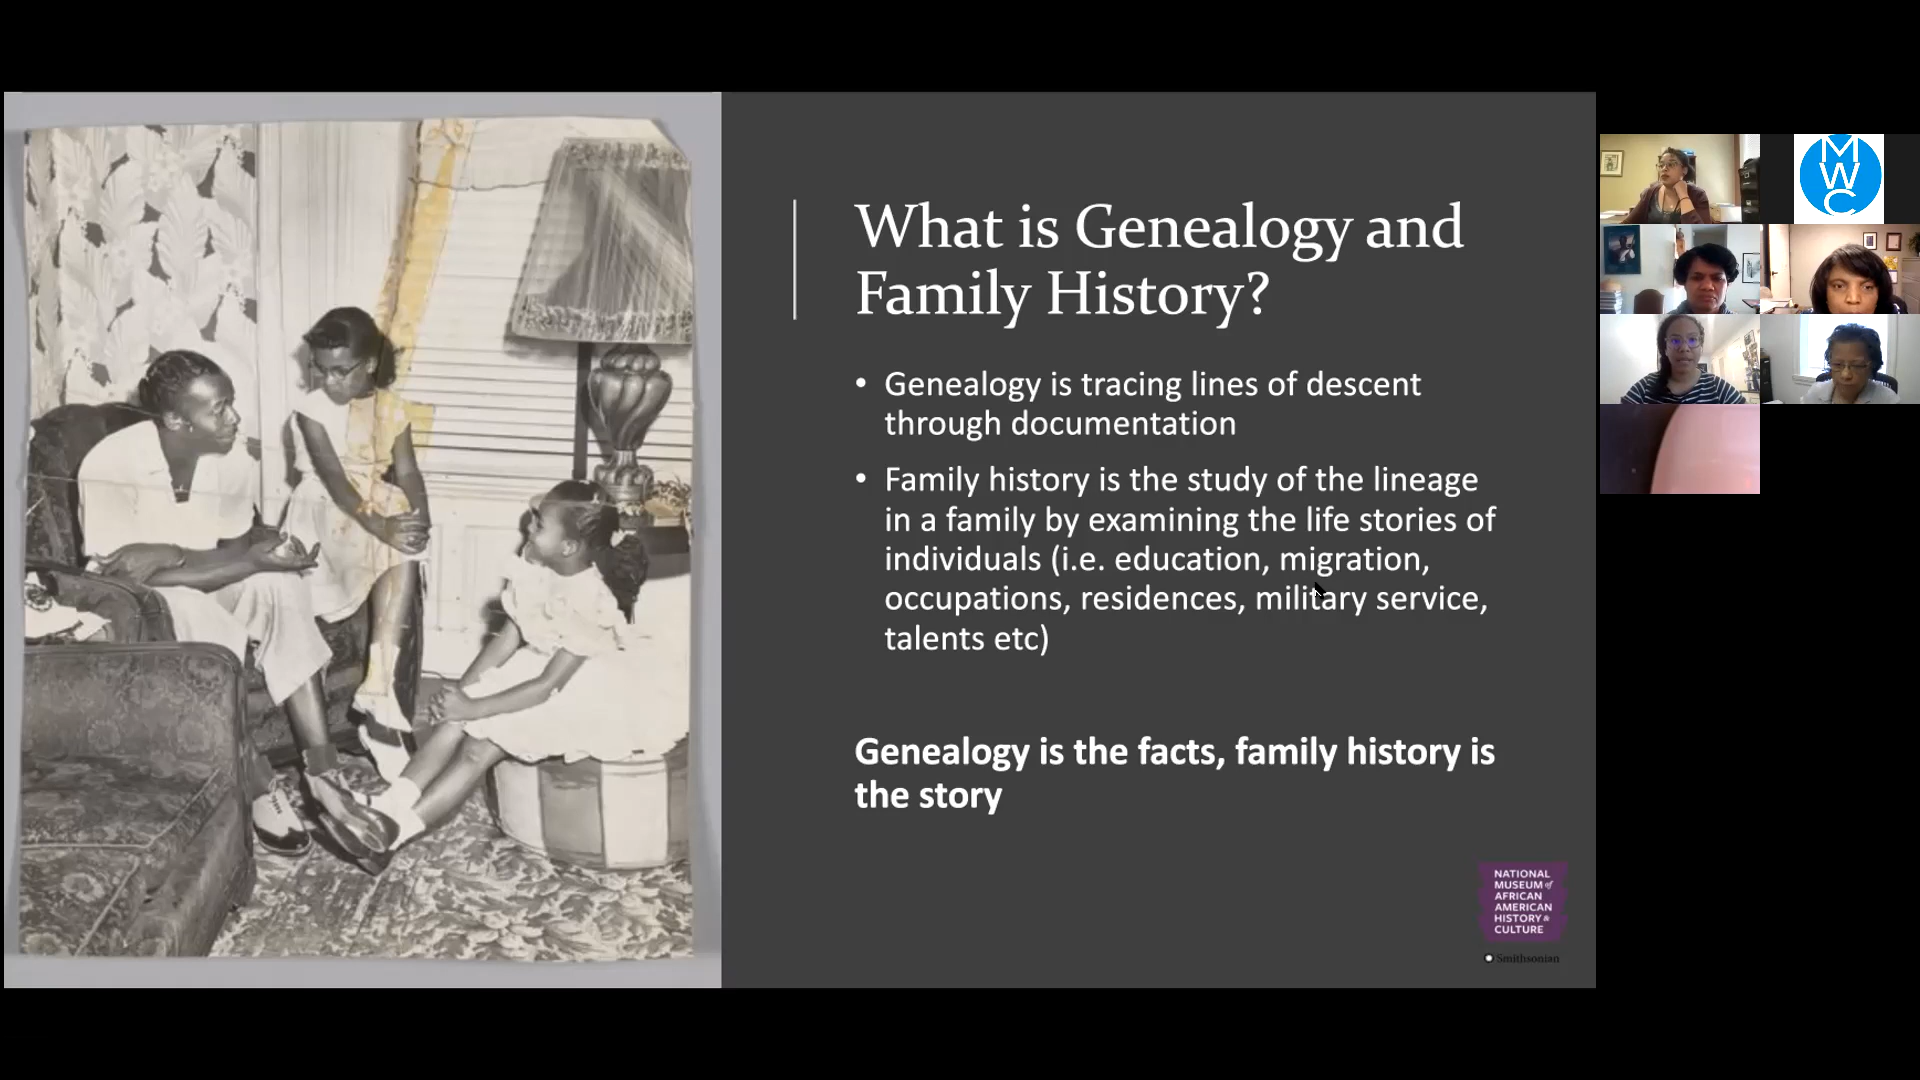 What is Genealogy and
Family History?
• Genealogy is tracing lines of descent
through documentation
• Family history is the study of the lineage
in a family by examining the life stories of
individuals (i.e. education, migration,
occupations, residences, military service,
talents etc)
Genealogy is the facts, family history is
the story
NATIONAL
MUSEUM of
AFRICAN
AMERICAN
HISTORY &
CULTURE
Smithsonian
M
W
C